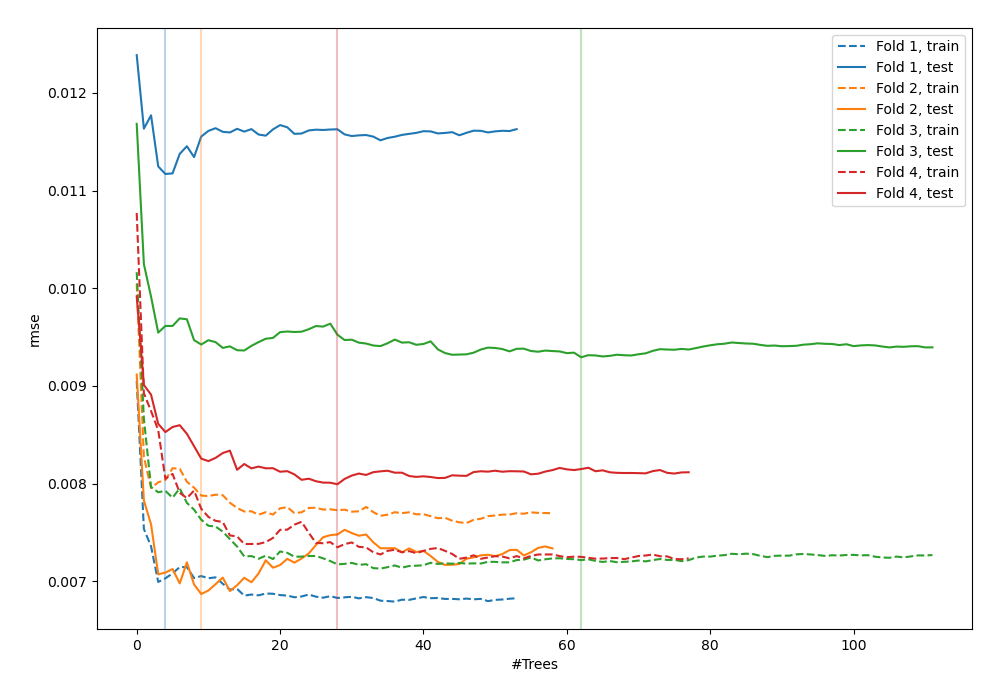 0.012
0.011
0.010
0.009
0.008
0.007
rmse
0
20
40
60
80
100
#Trees
Fold 1, train
Fold 1, test
Fold 2, train
Fold 2, test
Fold 3, train
Fold 3, test
Fold 4, train
Fold 4, test